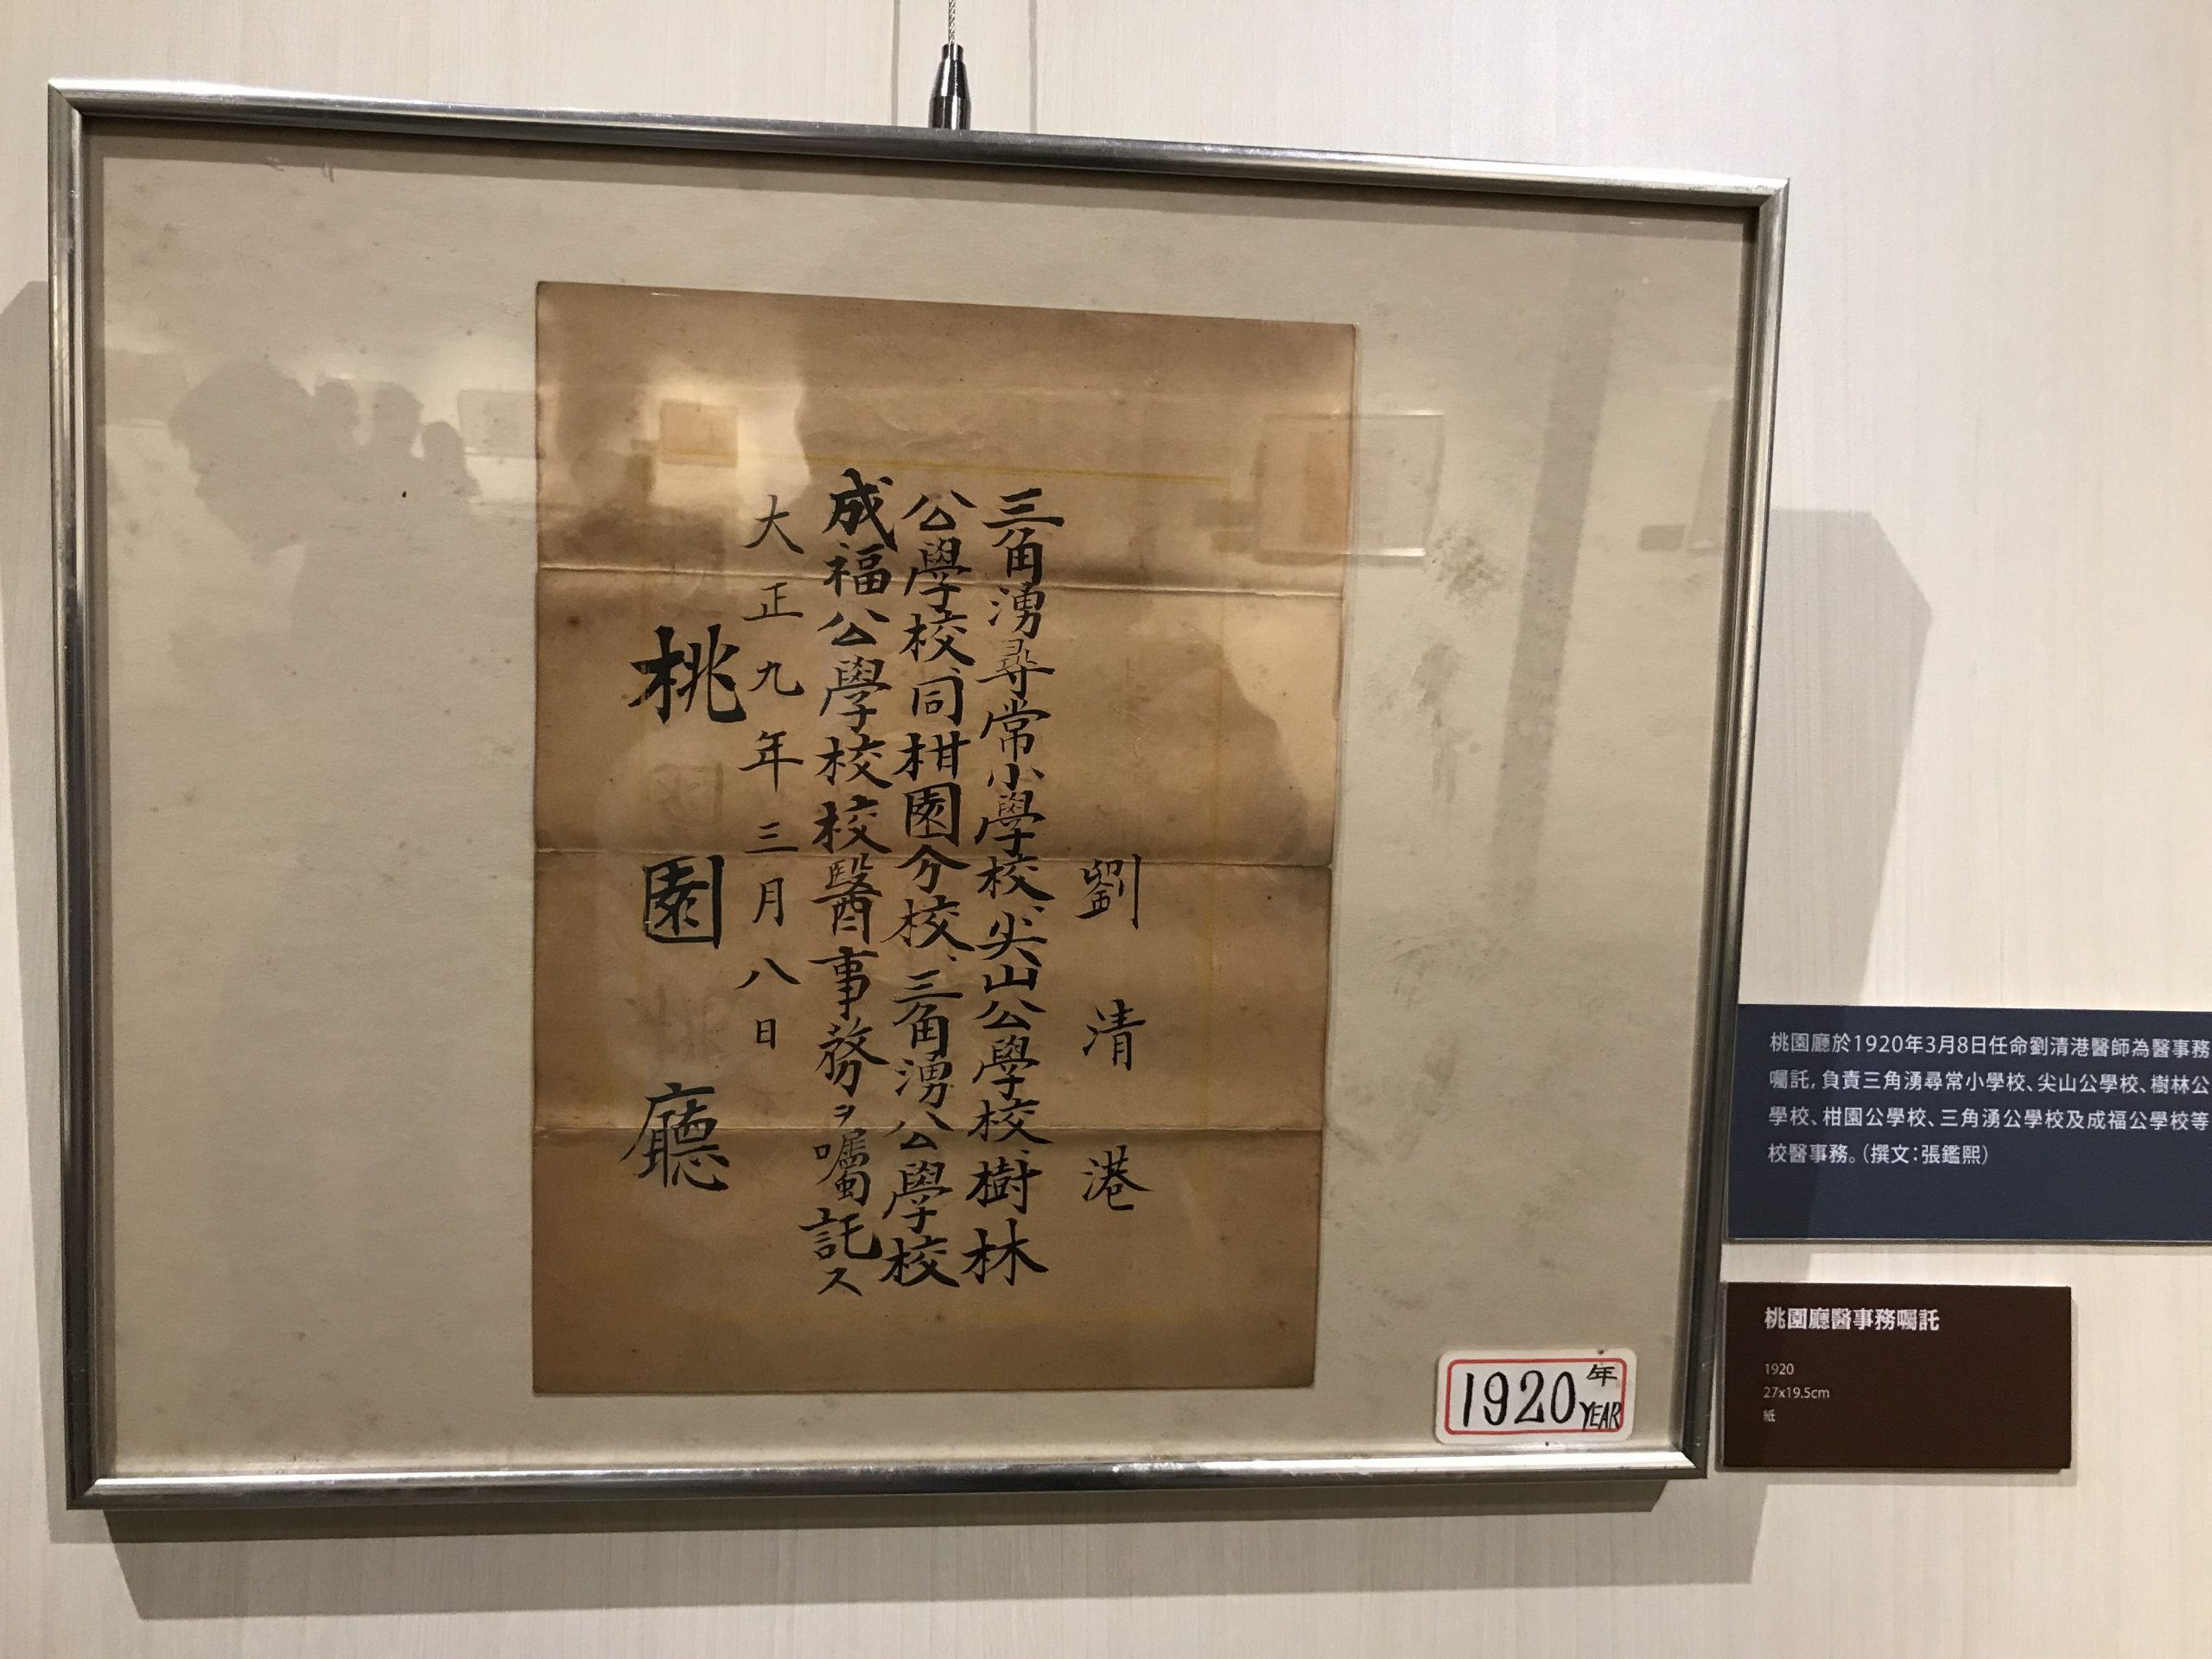 劉清港
三角湧尋常小學校、尖山公學校、樹林
公學校、同柑園分校、三角湧公學校
成福公學校校醫事務ヲ囑託ス
大正九年三月八日
桃園廳
1920年
YEAR
桃園廳於1920年3月8日任命劉清港醫師為醫事務
囑託，負責三角湧尋常小學校、尖山公學校、樹林公
學校、柑園公學校、三角湧公學校及成福公學校等
校醫事務。（撰文：張鑑熙）
桃園廳醫事務囑託
1920
27x19.5cm
紙